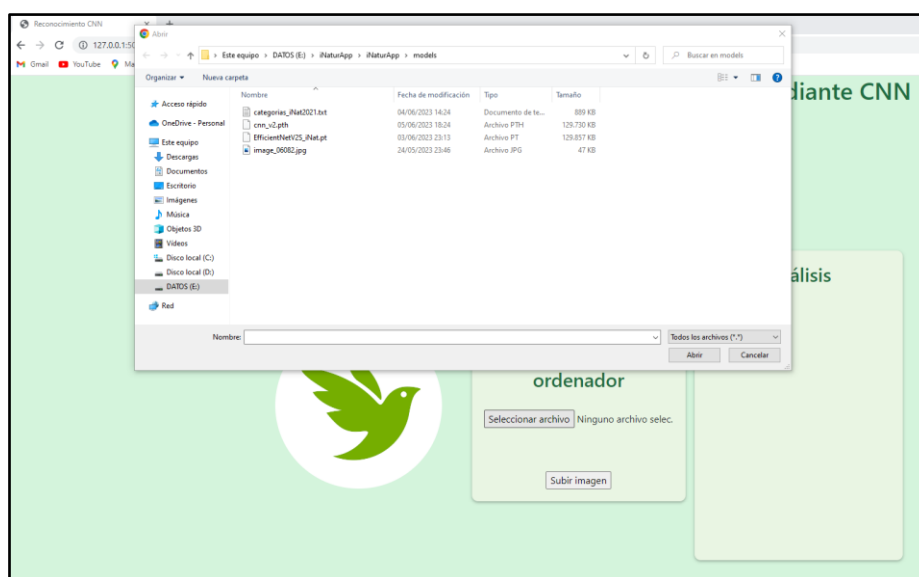 Reconocimiento CNN
127.0.0.1:50
Gmail YouTube Ma
Abrir
Este equipo > DATOS (E:) > iNaturApp > iNaturApp > models
Buscar en models
Organizar Nueva carpeta
Nombre Fecha de modificación Tipo Tamaño
categorias_iNat2021.txt 04/06/2023 14:24 Documento de te... 889 KB
cnn_v2.pth 05/06/2023 18:24 Archivo PTH 129.730 KB
EfficientNetV2S_iNat.pt 03/06/2023 23:13 Archivo PT 129.857 KB
image_06082.jpg 24/05/2023 23:46 Archivo JPG 47 KB
Acceso rápido
OneDrive - Personal
Este equipo
Descargas
Documentos
Escritorio
Imágenes
Música
Objetos 3D
Vídeos
Disco local (C:)
Disco local (D:)
DATOS (E:)
Red
Nombre:
Todos los archivos (*.*)
Abrir Cancelar
diante CNN
álisis
ordenador
Seleccionar archivo Ninguno archivo selec.
Subir imagen